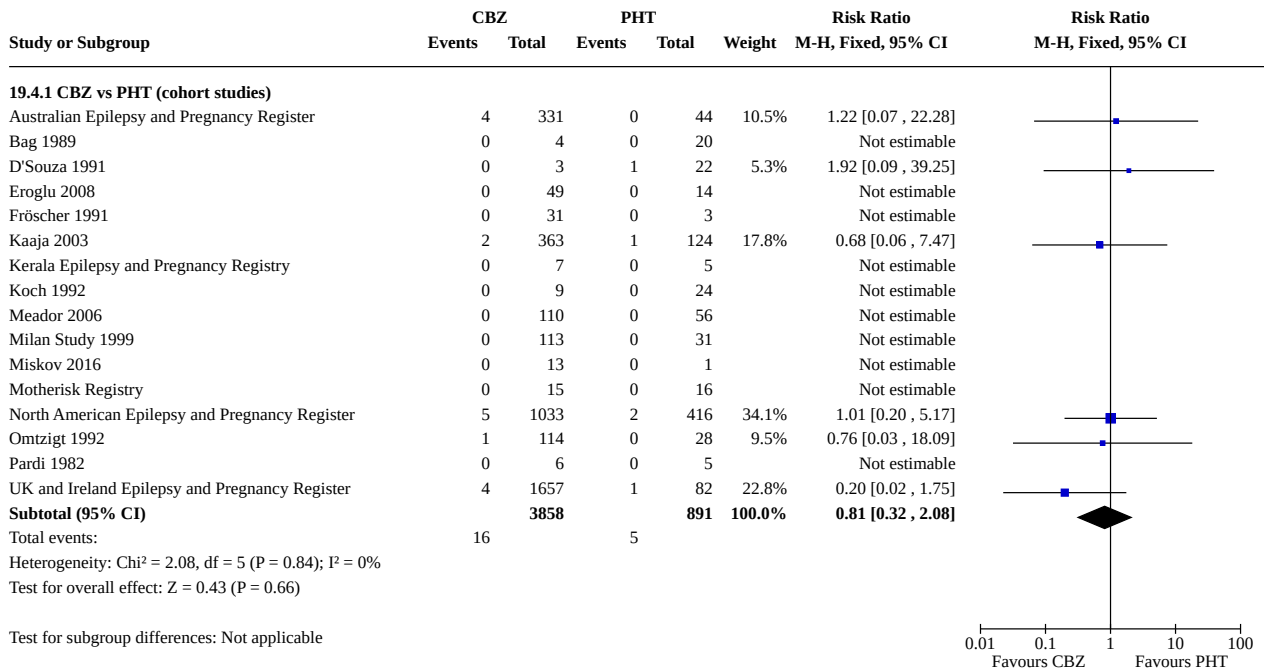 CBZ PHT Risk Ratio Risk Ratio
Study or Subgroup Events Total Events Total Weight M-H, Fixed, 95% CI M-H, Fixed, 95% CI
19.4.1 CBZ vs PHT (cohort studies)
Australian Epilepsy and Pregnancy Register 4 331 0 44 10.5% 1.22 [0.07 , 22.28]
Bag 1989 0 4 0 20 Not estimable
D'Souza 1991 0 3 1 22 5.3% 1.92 [0.09 , 39.25]
Eroglu 2008 0 49 0 14 Not estimable
Fröscher 1991 0 31 0 3 Not estimable
Kaaja 2003 2 363 1 124 17.8% 0.68 [0.06 , 7.47]
Kerala Epilepsy and Pregnancy Registry 0 7 0 5 Not estimable
Koch 1992 0 9 0 24 Not estimable
Meador 2006 0 110 0 56 Not estimable
Milan Study 1999 0 113 0 31 Not estimable
Miskov 2016 0 13 0 1 Not estimable
Motherisk Registry 0 15 0 16 Not estimable
North American Epilepsy and Pregnancy Register 5 1033 2 416 34.1% 1.01 [0.20 , 5.17]
Omtzigt 1992 1 114 0 28 9.5% 0.76 [0.03 , 18.09]
Pardi 1982 0 6 0 5 Not estimable
UK and Ireland Epilepsy and Pregnancy Register 4 1657 1 82 22.8% 0.20 [0.02 , 1.75]
Subtotal (95% CI) 3858 891 100.0% 0.81 [0.32 , 2.08]
Total events: 16 5
Heterogeneity: Chi² = 2.08, df = 5 (P = 0.84); I² = 0%
Test for overall effect: Z = 0.43 (P = 0.66)
Test for subgroup differences: Not applicable
0.01 0.1 1 10 100
Favours CBZ Favours PHT